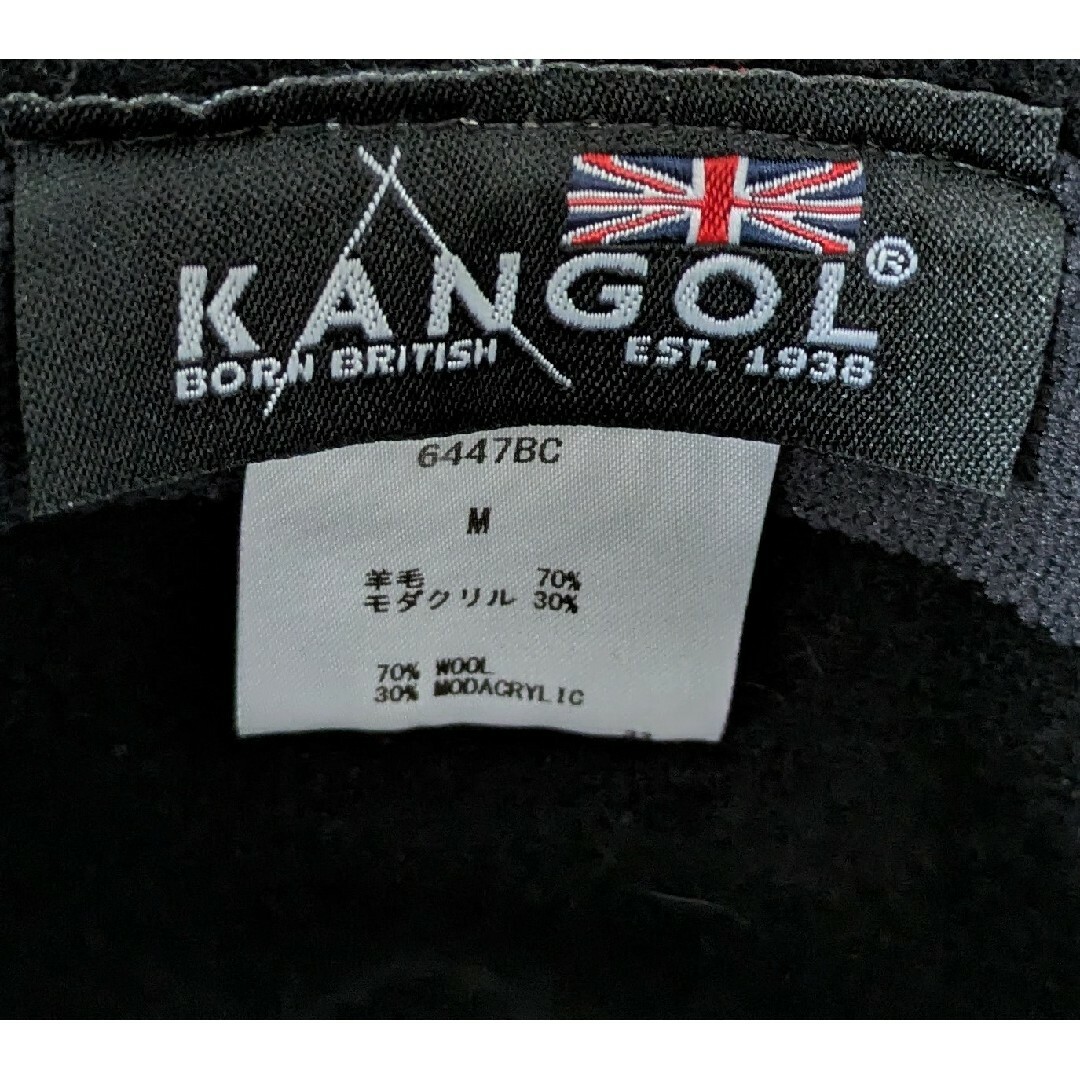 KANGOL®
BORN BRITISH EST. 1938
6447BC
M
羊毛 70%
モダクリル 30%
70% WOOL
30% MODACRYLIC